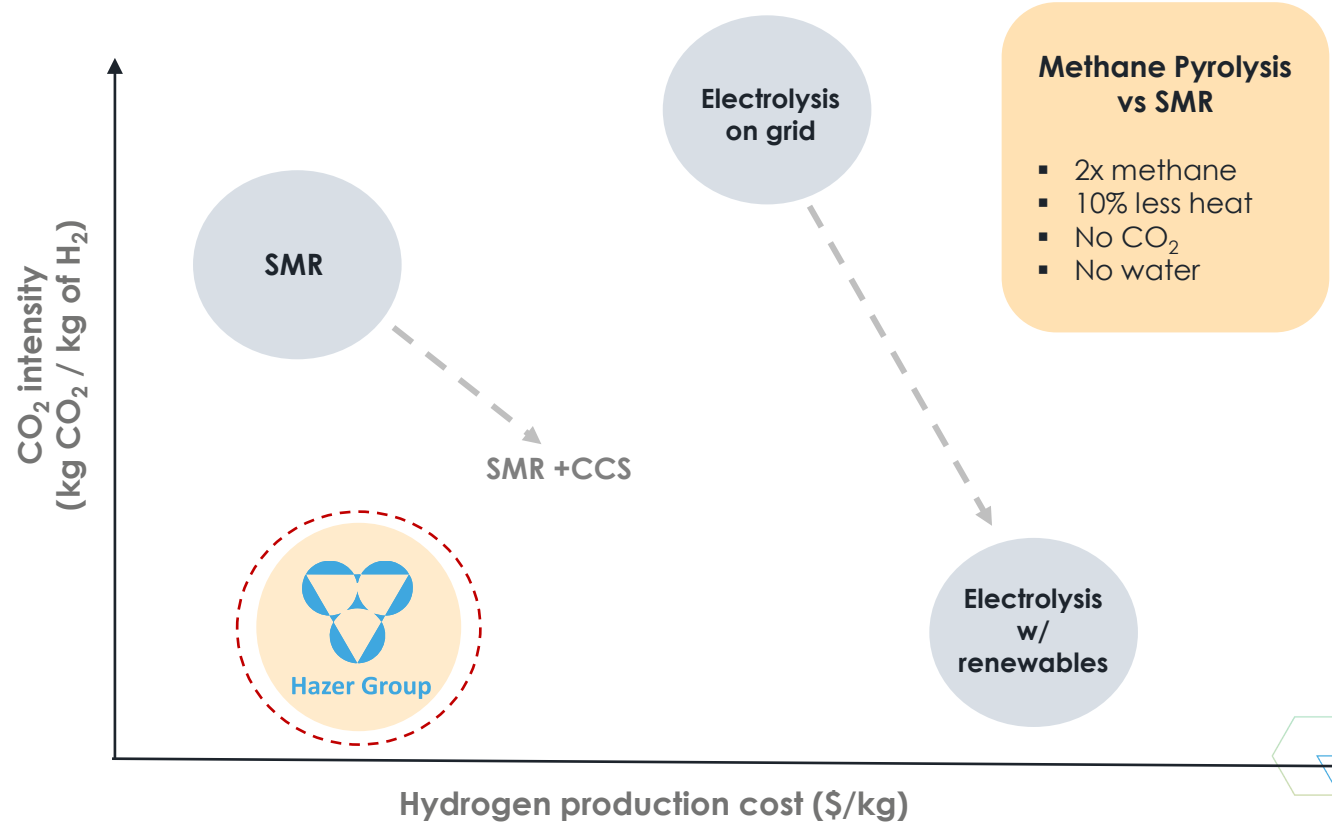 Methane Pyrolysis
vs SMR
▪ 2x methane
▪ 10% less heat
▪ No CO₂
▪ No water
Electrolysis
on grid
SMR
SMR +CCS
Hazer Group
Electrolysis
w/
renewables
CO₂ intensity
(kg CO₂ / kg of H₂)
Hydrogen production cost ($/kg)